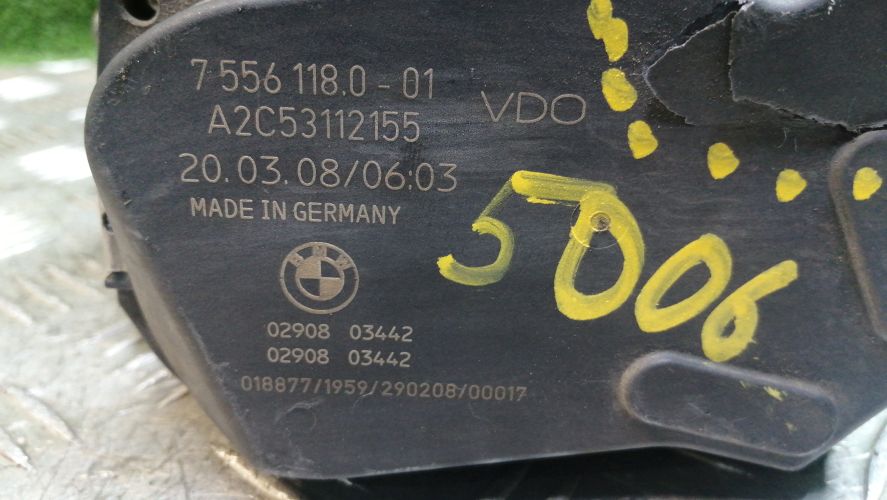 7 556 118.0 - 01
VDO
A2C53112155
20.03.08/06:03
MADE IN GERMANY
5006
BMW
02908 03442
02908 03442
018877/1959/290208/00017